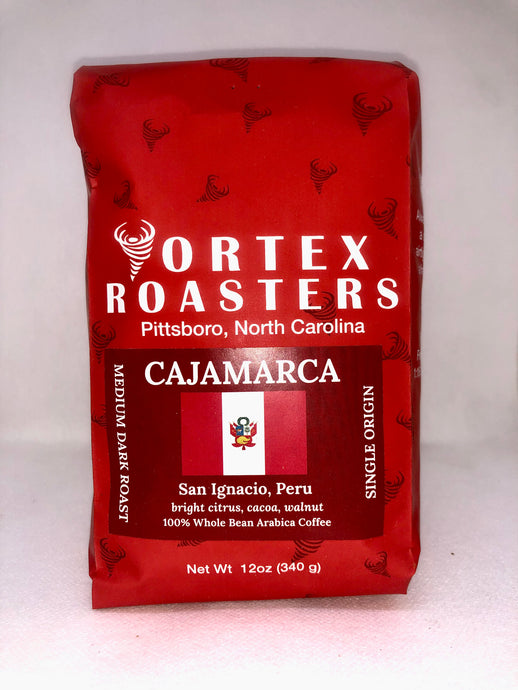 VORTEX
ROASTERS
Pittsboro, North Carolina
CAJAMARCA
MEDIUM DARK ROAST
SINGLE ORIGIN
San Ignacio, Peru
bright citrus, cacoa, walnut
100% Whole Bean Arabica Coffee
Net Wt 12oz (340 g)